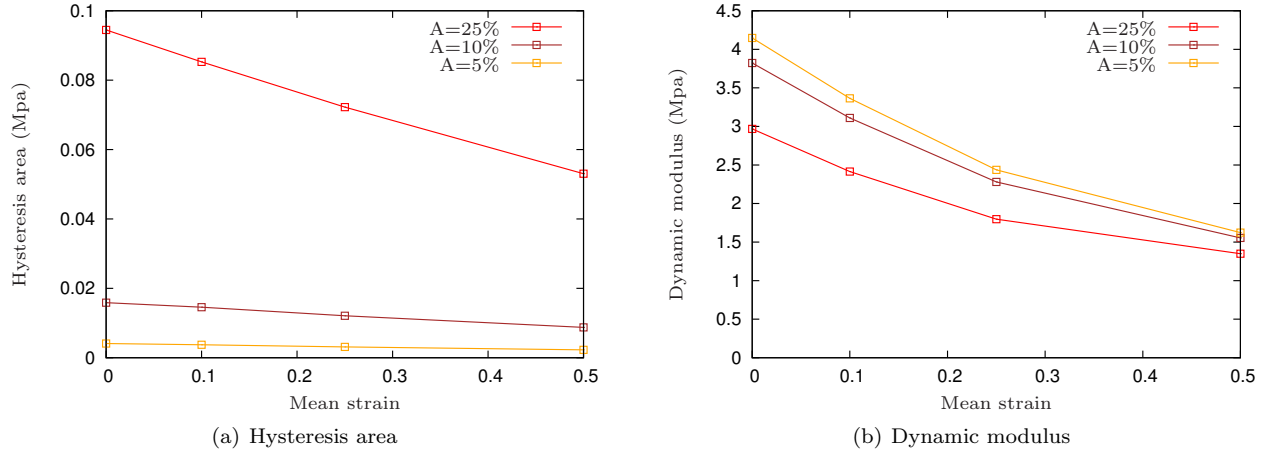 0.1
0.08
0.06
0.04
0.02
0
Hysteresis area (Mpa)
A=25%
A=10%
A=5%
0 0.1 0.2 0.3 0.4 0.5
Mean strain
(a) Hysteresis area
4.5
4
3.5
3
2.5
2
1.5
1
0.5
0
Dynamic modulus (Mpa)
A=25%
A=10%
A=5%
0 0.1 0.2 0.3 0.4 0.5
Mean strain
(b) Dynamic modulus